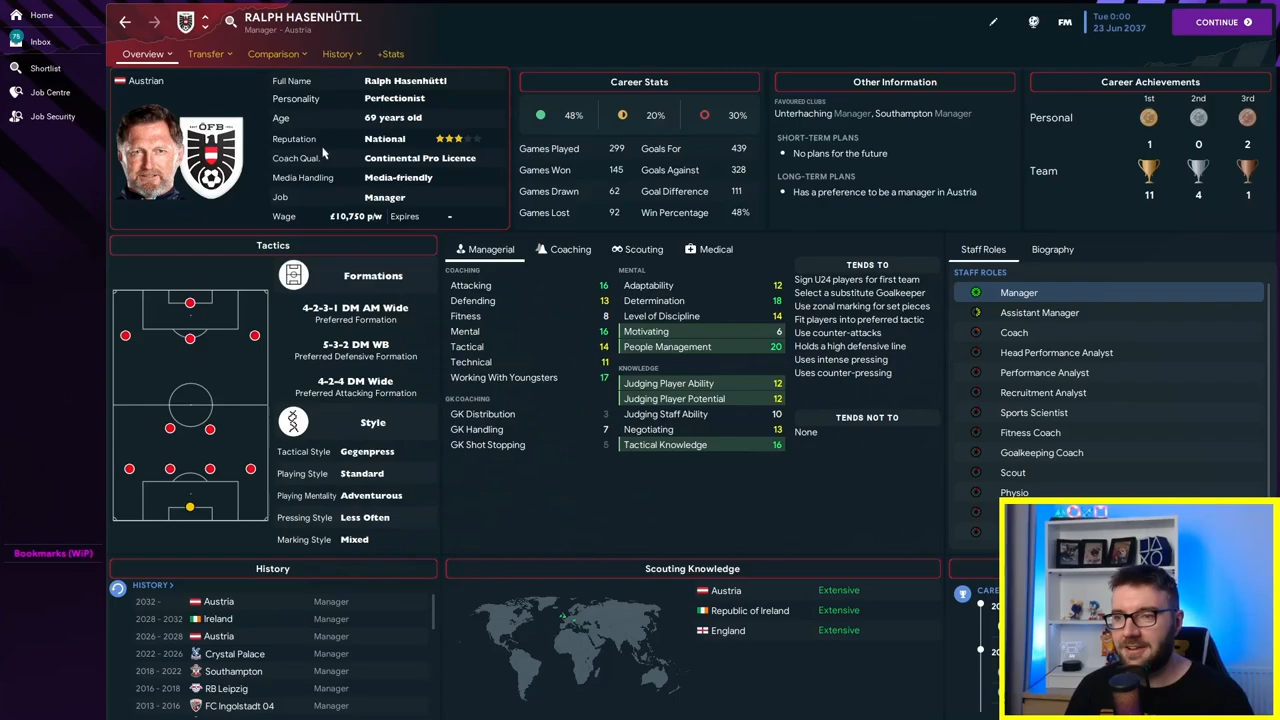 Home
75
Inbox
Shortlist
Job Centre
Job Security
Bookmarks (WiP)
RALPH HASENHÜTTL
Manager - Austria
FM
Tue 0:00
23 Jun 2037
CONTINUE
Overview
Transfer
Comparison
History
+Stats
Austrian
ÖFB
Full Name Ralph Hasenhüttl
Personality Perfectionist
Age 69 years old
Reputation National
Coach Qual. Continental Pro Licence
Media Handling Media-friendly
Job Manager
Wage £10,750 p/w Expires -
Career Stats
48% 20% 30%
Games Played 299 Goals For 439
Games Won 145 Goals Against 328
Games Drawn 62 Goal Difference 111
Games Lost 92 Win Percentage 48%
Other Information
FAVOURED CLUBS
Unterhaching Manager, Southampton Manager
SHORT-TERM PLANS
No plans for the future
LONG-TERM PLANS
Has a preference to be a manager in Austria
Career Achievements
1st 2nd 3rd
Personal
1 0 2
Team
11 4 1
Tactics
Formations
4-2-3-1 DM AM Wide
Preferred Formation
5-3-2 DM WB
Preferred Defensive Formation
4-2-4 DM Wide
Preferred Attacking Formation
Style
Tactical Style Gegenpress
Playing Style Standard
Playing Mentality Adventurous
Pressing Style Less Often
Marking Style Mixed
Managerial Coaching Scouting Medical
COACHING
Attacking 16
Defending 13
Fitness 8
Mental 16
Tactical 14
Technical 11
Working With Youngsters 17
GK COACHING
GK Distribution 3
GK Handling 7
GK Shot Stopping 5
MENTAL
Adaptability 12
Determination 18
Level of Discipline 14
Motivating 6
People Management 20
KNOWLEDGE
Judging Player Ability 12
Judging Player Potential 12
Judging Staff Ability 10
Negotiating 13
Tactical Knowledge 16
TENDS TO
Sign U24 players for first team
Select a substitute Goalkeeper
Use zonal marking for set pieces
Fit players into preferred tactic
Use counter-attacks
Holds a high defensive line
Uses intense pressing
Uses counter-pressing
TENDS NOT TO
None
Staff Roles Biography
STAFF ROLES
Manager
Assistant Manager
Coach
Head Performance Analyst
Performance Analyst
Recruitment Analyst
Sports Scientist
Fitness Coach
Goalkeeping Coach
Scout
Physio
History
HISTORY >
2032 - Austria Manager
2028 - 2032 Ireland Manager
2026 - 2028 Austria Manager
2022 - 2026 Crystal Palace Manager
2018 - 2022 Southampton Manager
2016 - 2018 RB Leipzig Manager
2013 - 2016 FC Ingolstadt 04 Manager
Scouting Knowledge
Austria Extensive
Republic of Ireland Extensive
England Extensive